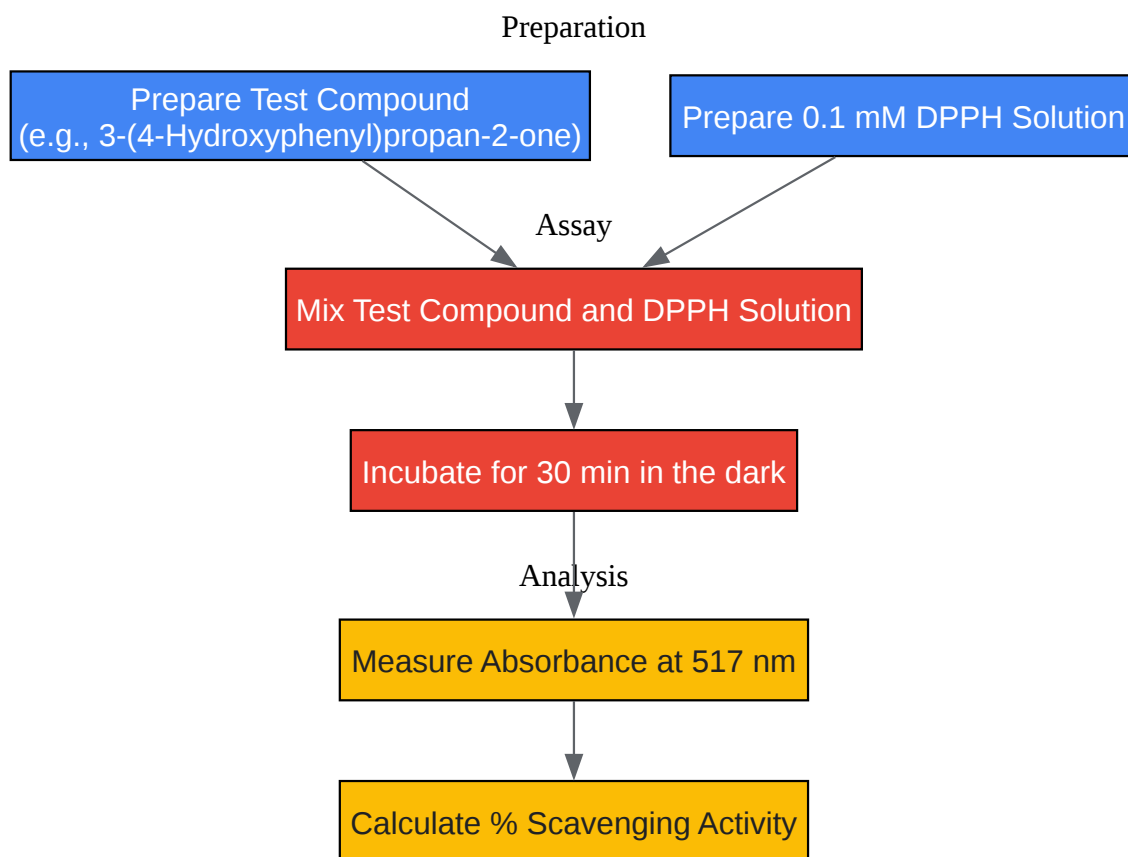 Preparation
Prepare Test Compound
(e.g., 3-(4-Hydroxyphenyl)propan-2-one)
Prepare 0.1 mM DPPH Solution
Assay
Mix Test Compound and DPPH Solution
Incubate for 30 min in the dark
Analysis
Measure Absorbance at 517 nm
Calculate % Scavenging Activity